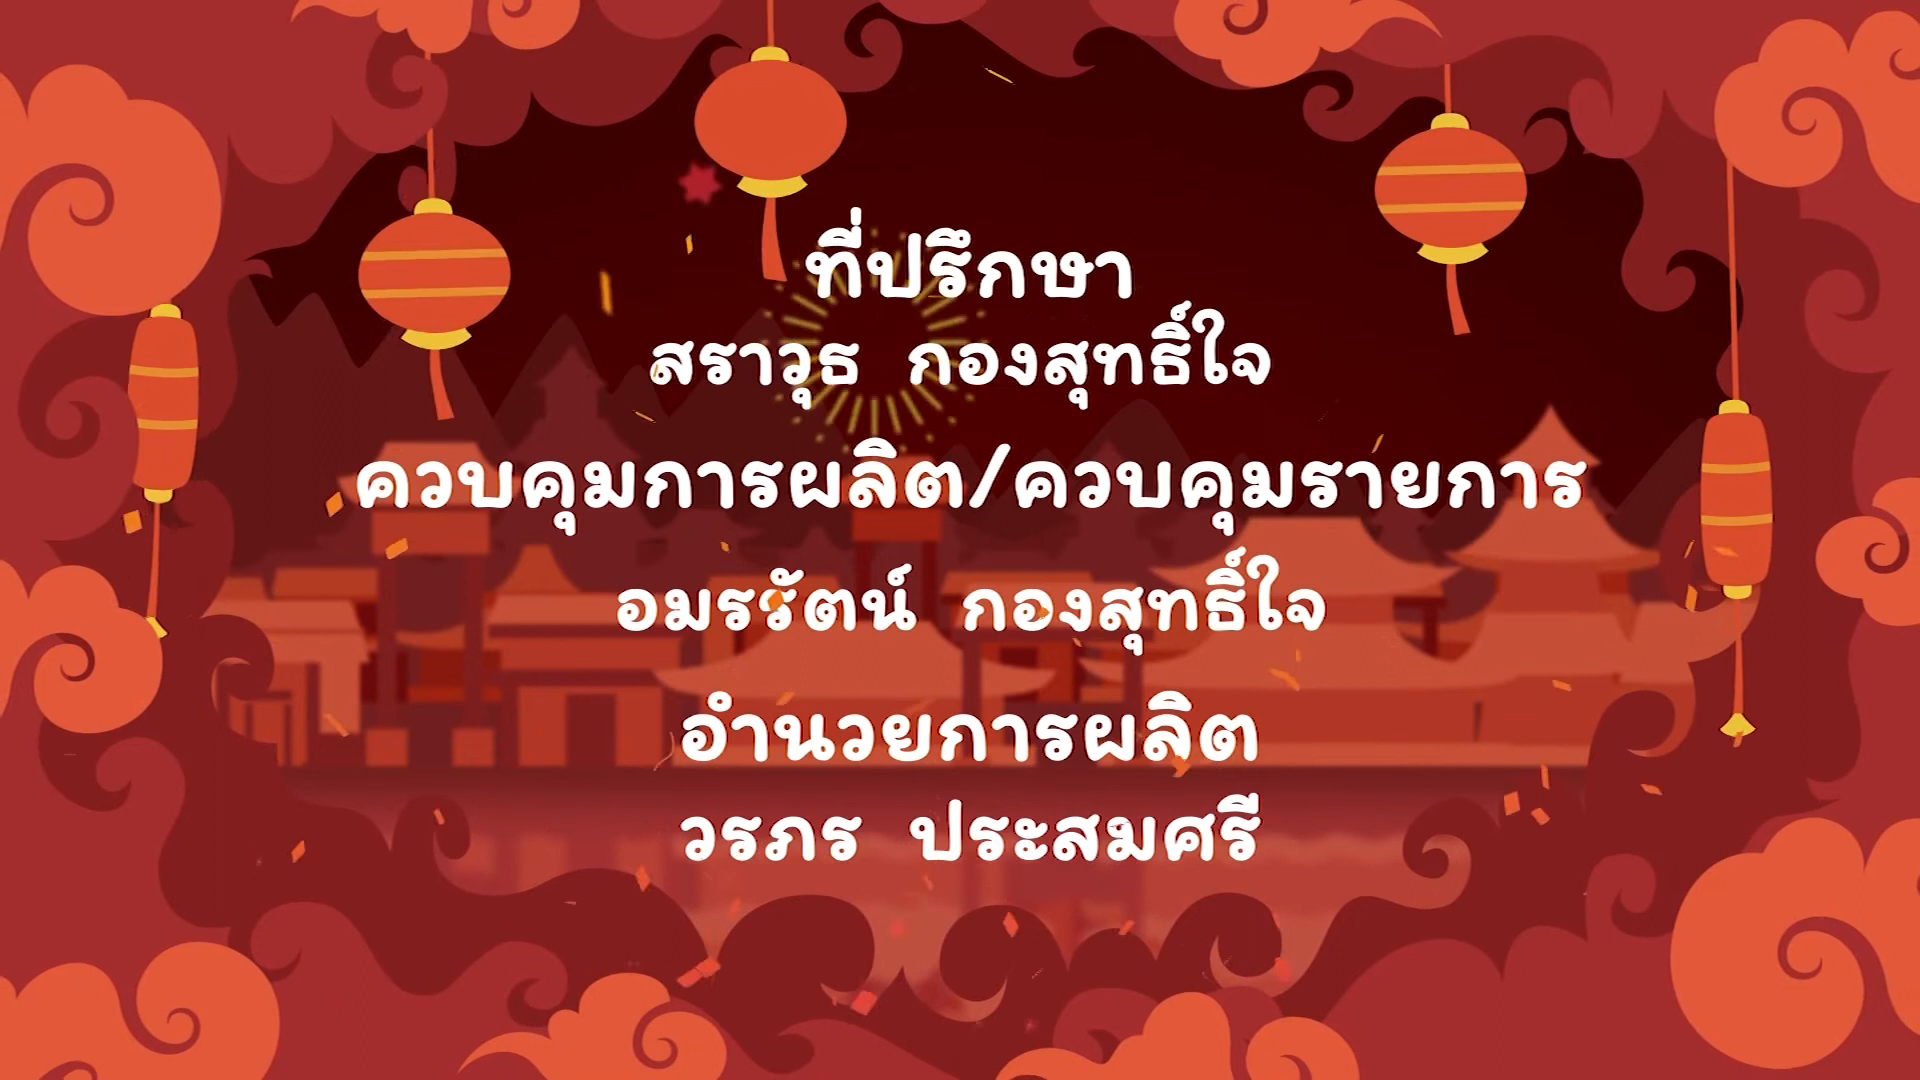 ที่ปรึกษา
สราวุธ กองสุทธิ์ใจ
ควบคุมการผลิต/ควบคุมรายการ
อมรรัตน์ กองสุทธิ์ใจ
อำนวยการผลิต
วรภร ประสมศรี